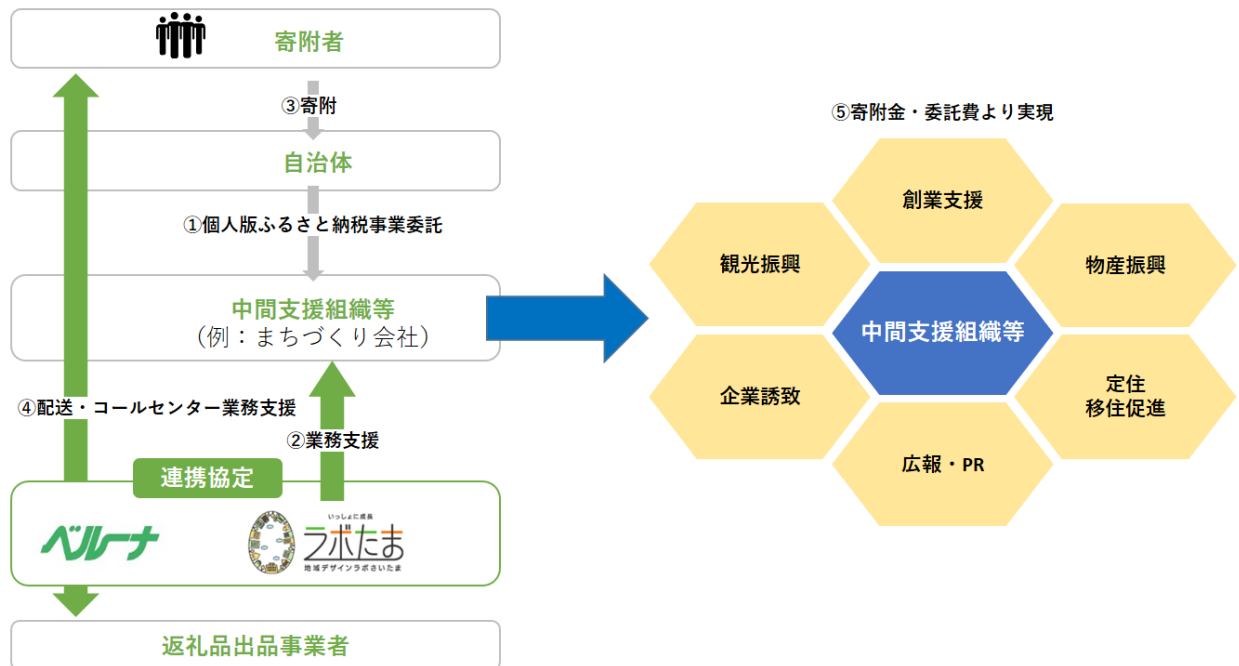 寄附者
③寄附
自治体
①個人版ふるさと納税事業委託
中間支援組織等
（例：まちづくり会社）
④配送・コールセンター業務支援
②業務支援
連携協定
ベルーナ
いっしょに成長
ラボたま
地域デザインラボさいたま
返礼品出品事業者
⑤寄附金・委託費より実現
創業支援
観光振興
物産振興
中間支援組織等
企業誘致
定住
移住促進
広報・PR